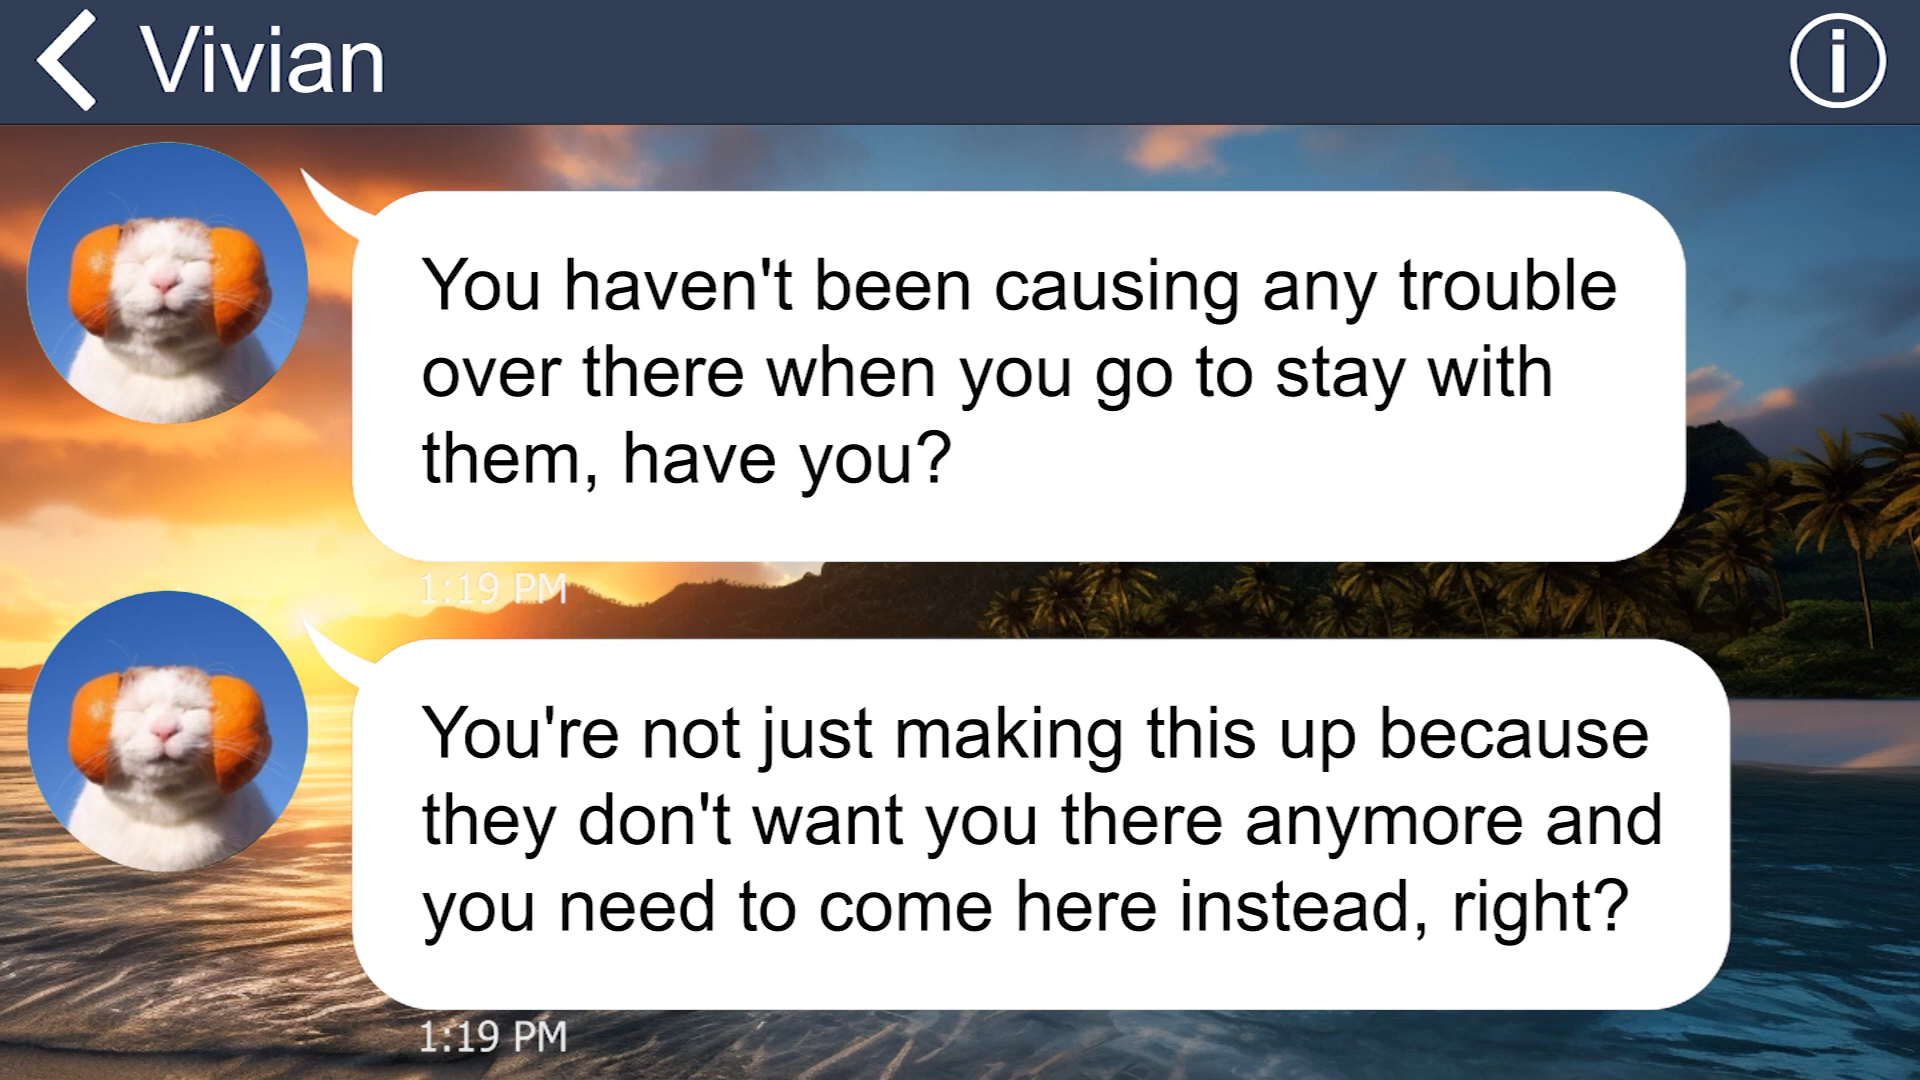 Vivian
You haven't been causing any trouble
over there when you go to stay with
them, have you?
1:19 PM
You're not just making this up because
they don't want you there anymore and
you need to come here instead, right?
1:19 PM